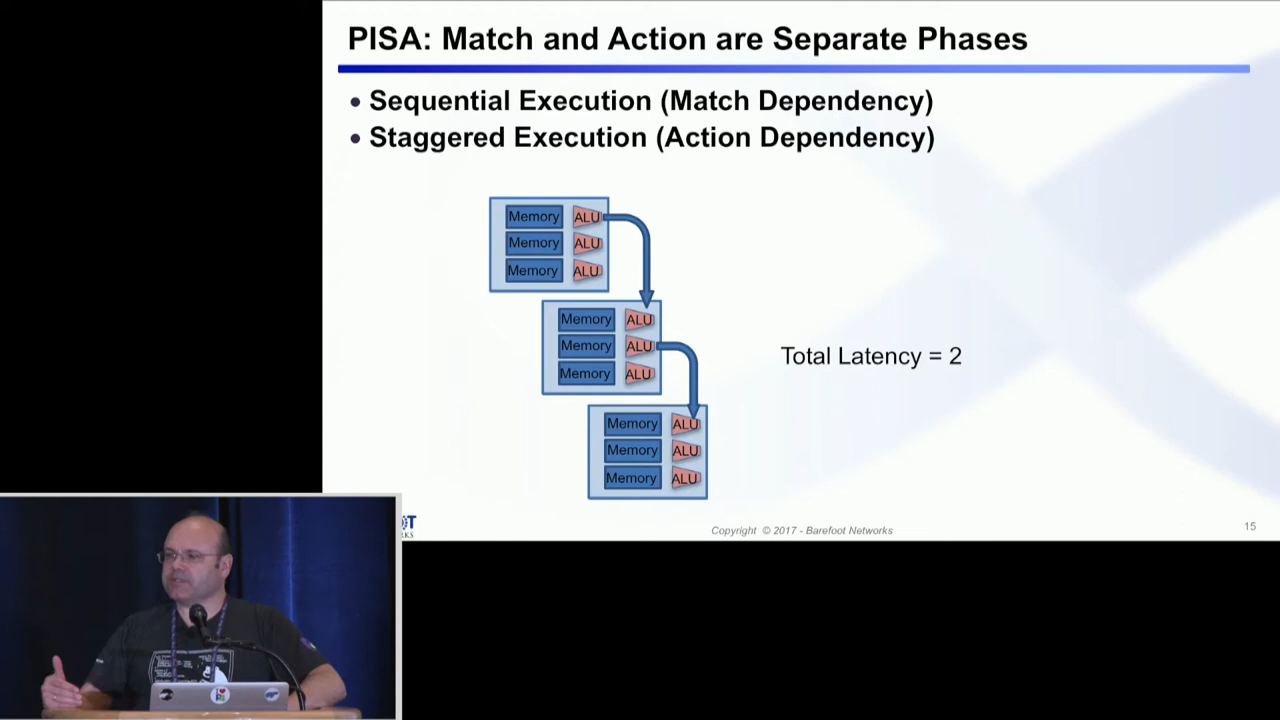 PISA: Match and Action are Separate Phases
• Sequential Execution (Match Dependency)
• Staggered Execution (Action Dependency)
Memory ALU
Memory ALU
Memory ALU
Memory ALU
Memory ALU
Memory ALU
Total Latency = 2
Memory ALU
Memory ALU
Memory ALU
Copyright © 2017 - Barefoot Networks
15